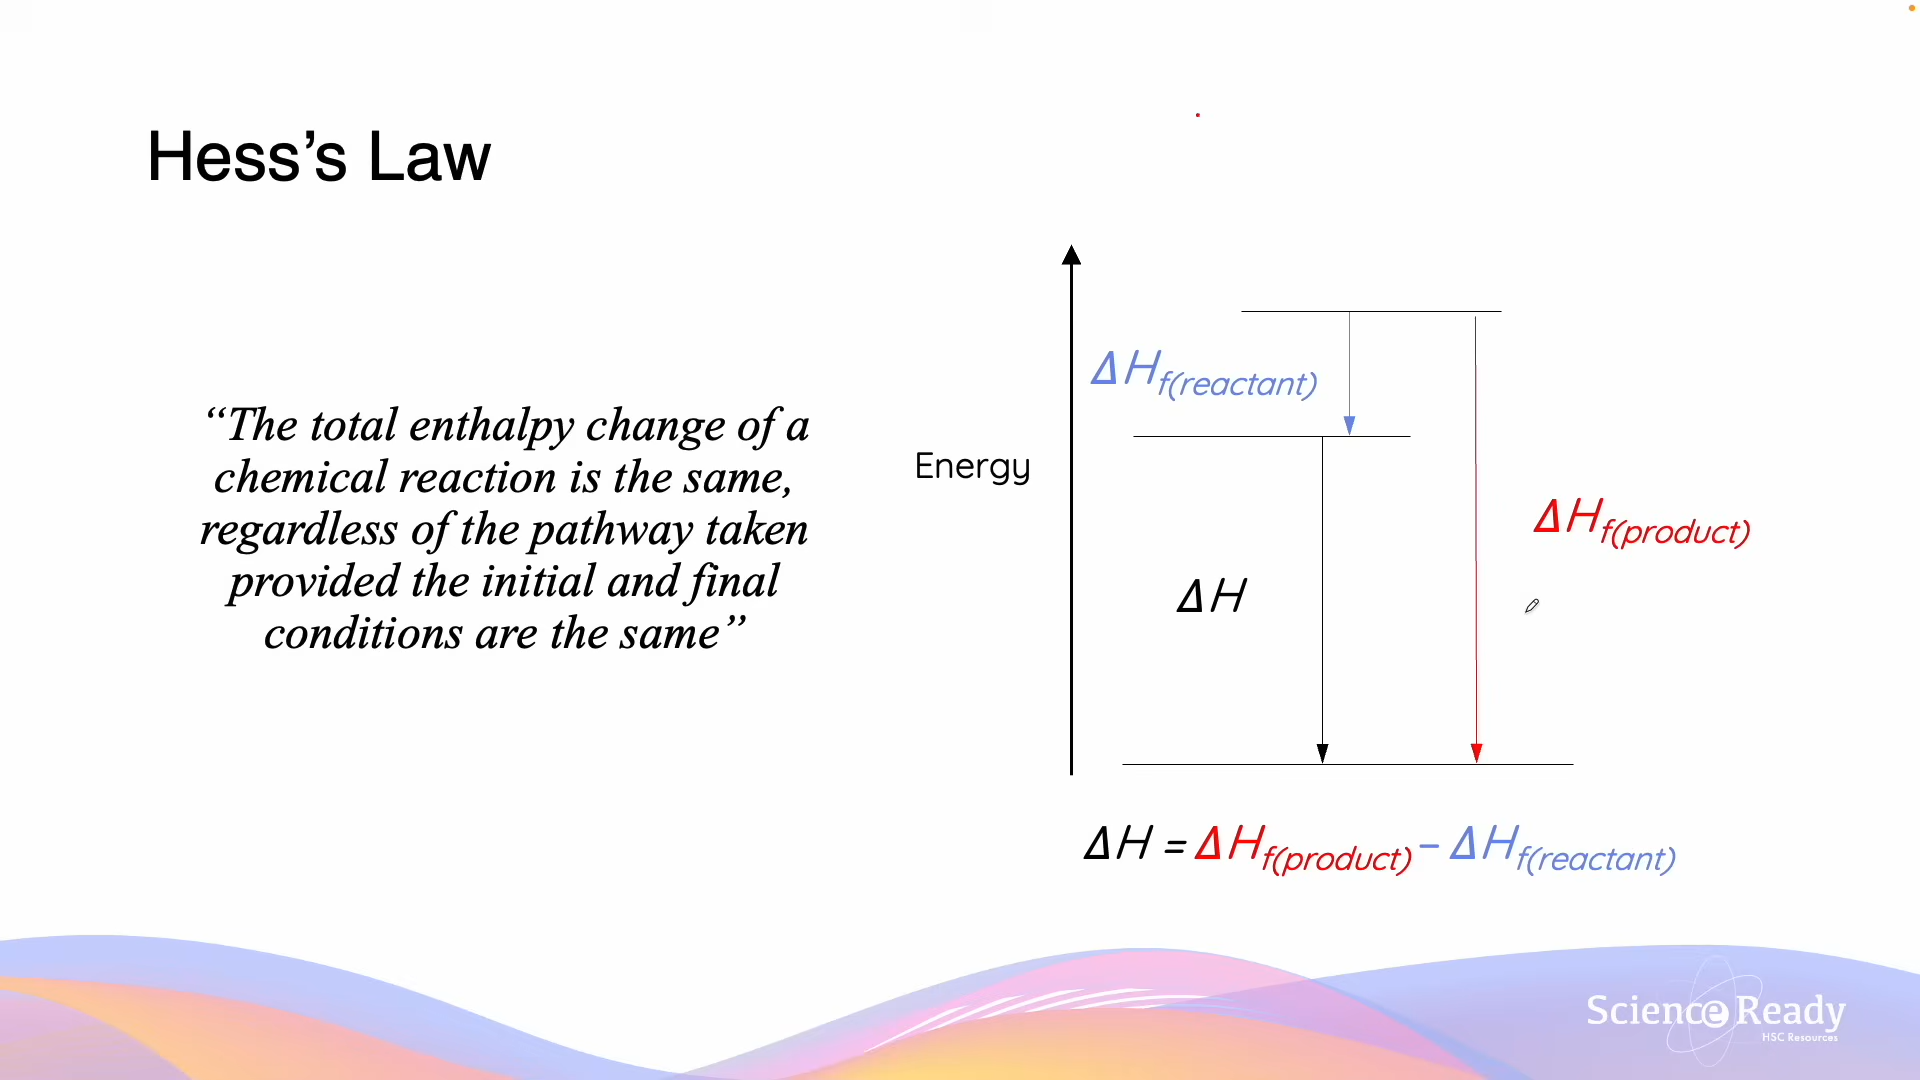 Hess’s Law
“The total enthalpy change of a
chemical reaction is the same,
regardless of the pathway taken
provided the initial and final
conditions are the same”
Energy
ΔHf(reactant)
ΔH
ΔHf(product)
ΔH = ΔHf(product) – ΔHf(reactant)
Science Ready
HSC Resources